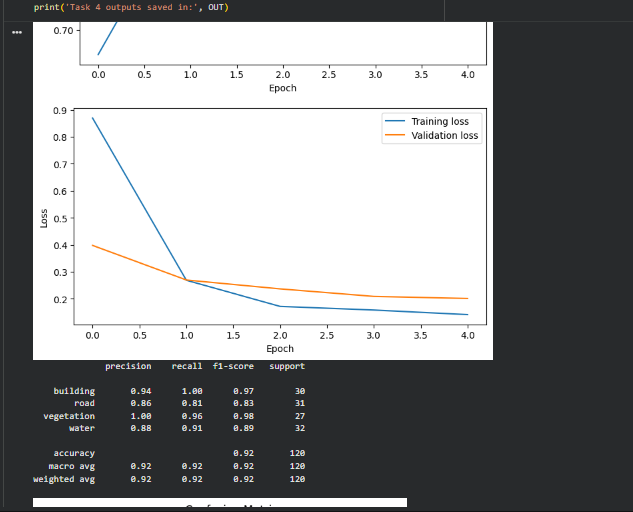 print('Task 4 outputs saved in:', OUT)
0.70
0.0 0.5 1.0 1.5 2.0 2.5 3.0 3.5 4.0
Epoch
0.9
Training loss
Validation loss
0.8
0.7
0.6
0.5
Loss
0.4
0.3
0.2
0.0 0.5 1.0 1.5 2.0 2.5 3.0 3.5 4.0
Epoch
precision recall f1-score support
building 0.94 1.00 0.97 30
road 0.86 0.81 0.83 31
vegetation 1.00 0.96 0.98 27
water 0.88 0.91 0.89 32
accuracy 0.92 120
macro avg 0.92 0.92 0.92 120
weighted avg 0.92 0.92 0.92 120